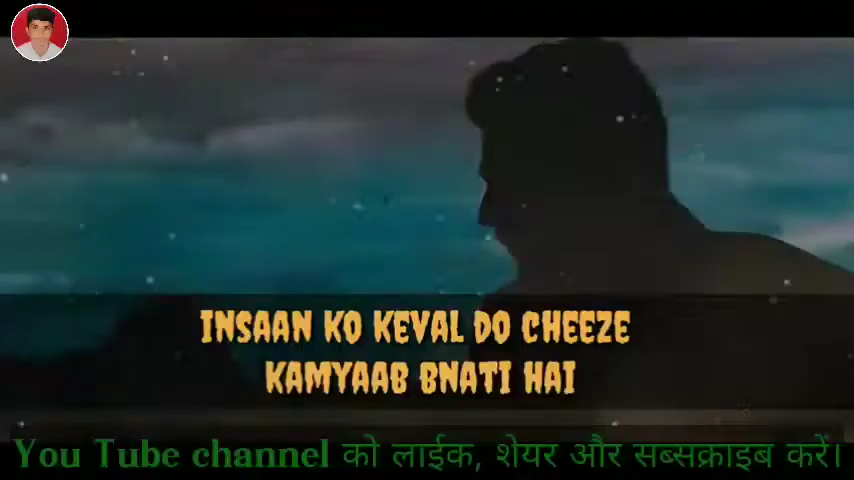 INSAAN KO KEVAL DO CHEEZE
KAMYAAB BNATI HAI
You Tube channel को लाईक, शेयर और सब्सक्राइब करें।